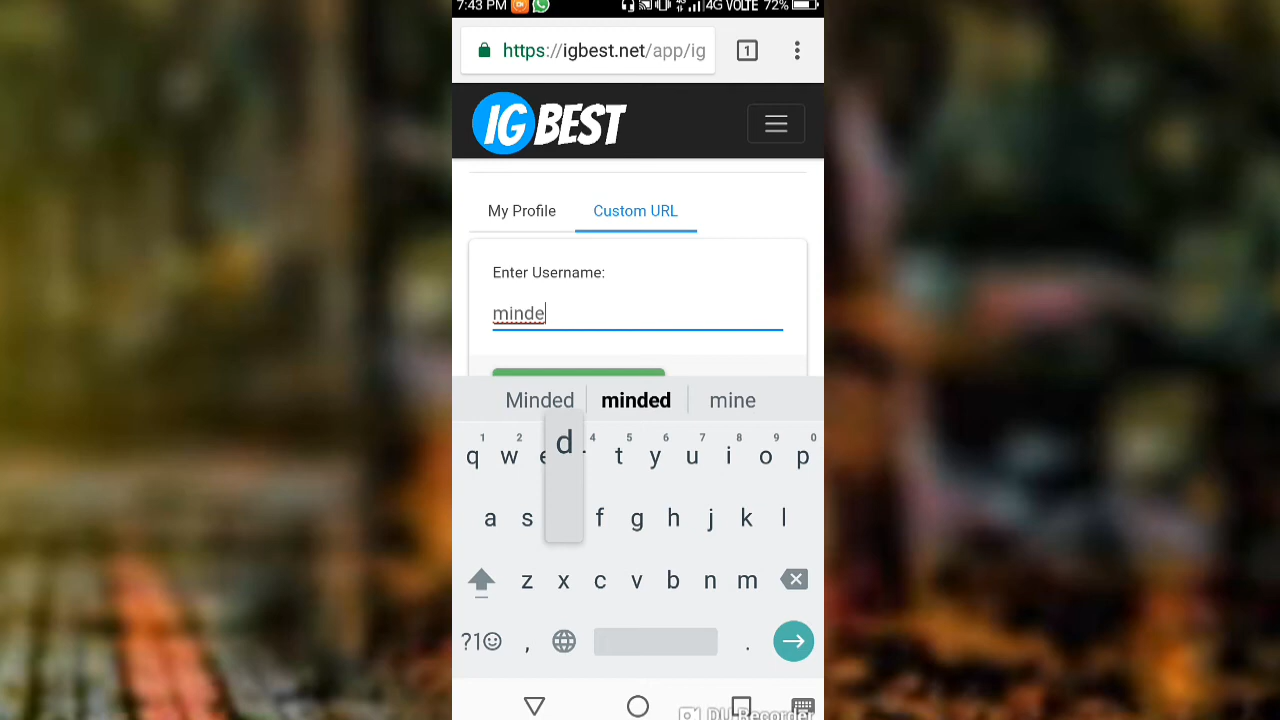 7:43 PM 4G VOLTE 72%
https://igbest.net/app/ig
1
IG BEST
My Profile Custom URL
Enter Username:
minde
Minded minded mine
1 2 4 5 6 7 8 9 0
q w e t y u i o p
d
a s f g h j k l
z x c v b n m
?1☺ , .
DU Recorder